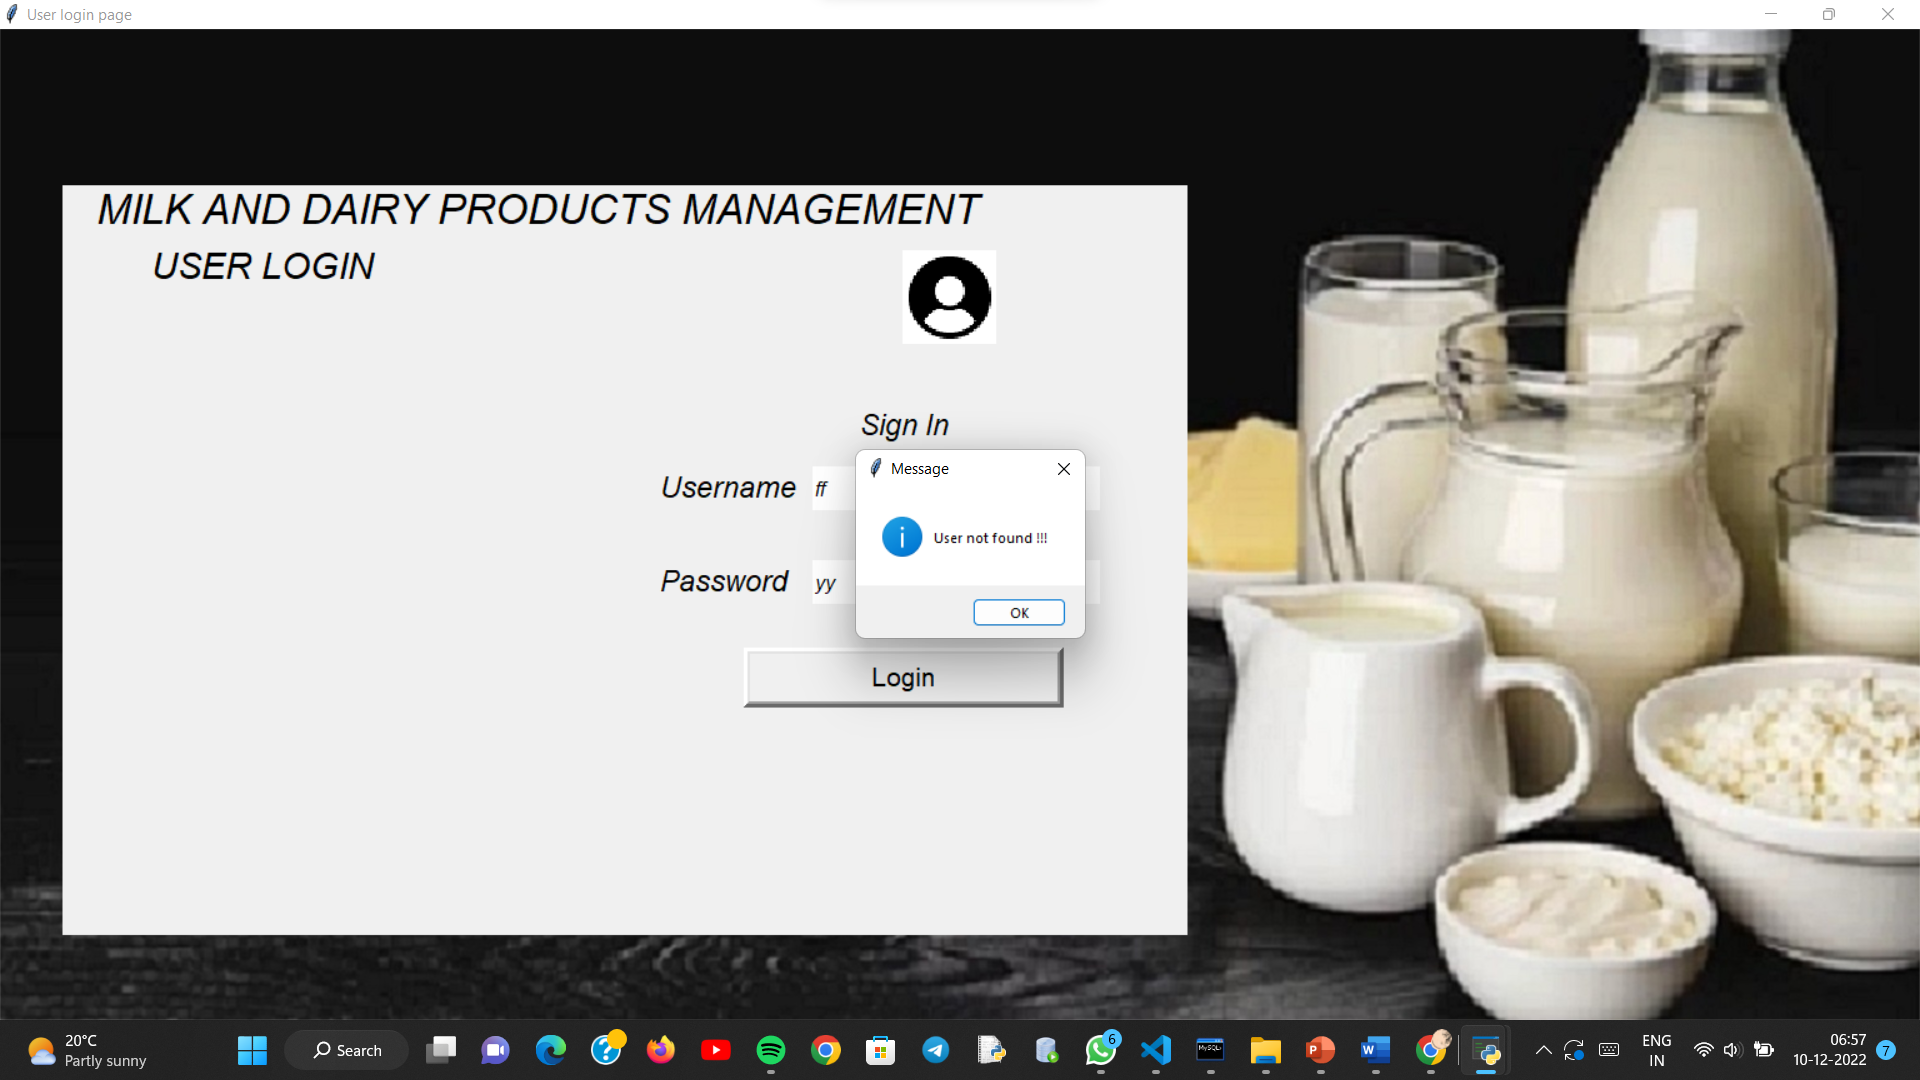 User login page
MILK AND DAIRY PRODUCTS MANAGEMENT
USER LOGIN
Sign In
Username ff
Message
User not found !!!
Password yy
OK
Login
20°C
Partly sunny
Search
6
MySQL
P
W
ENG
IN
06:57
10-12-2022
7